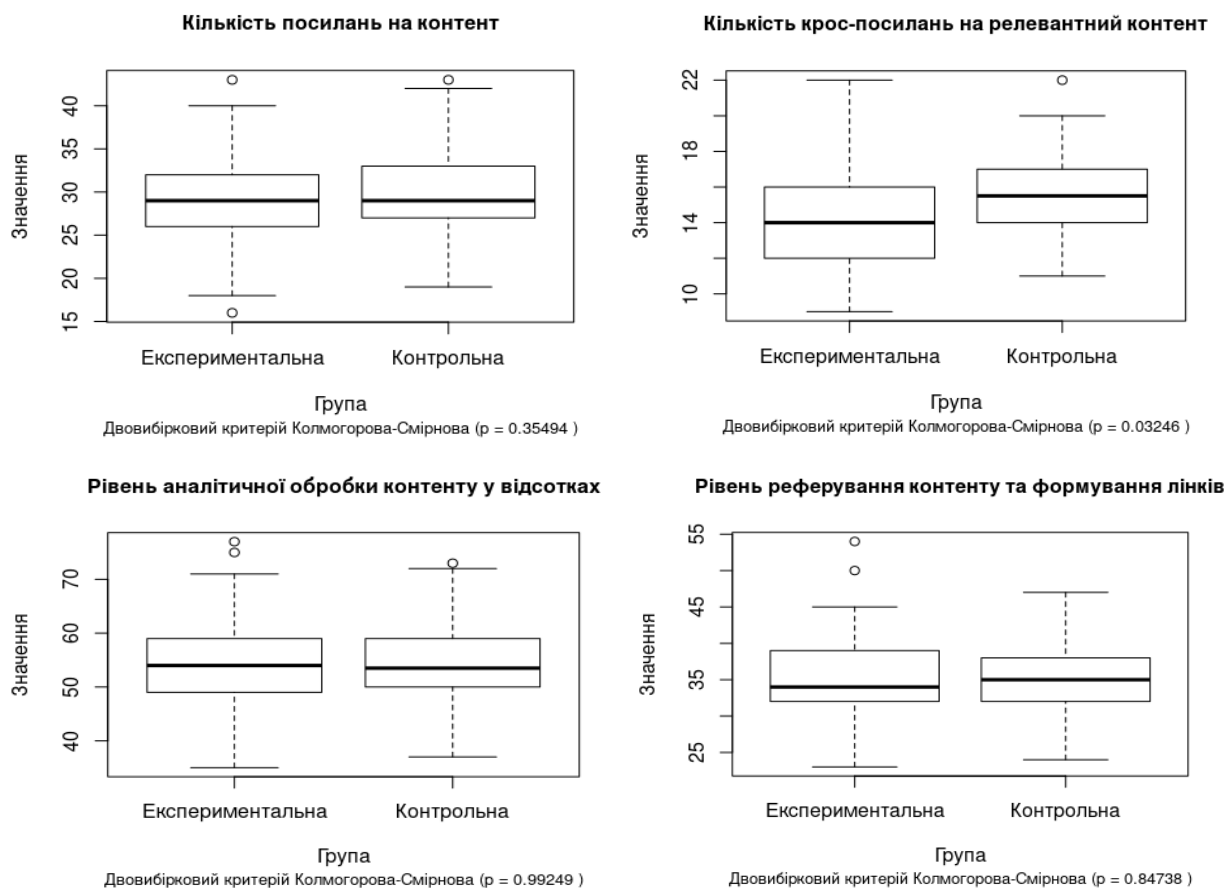 Кількість посилань на контент
40
35
30
25
20
15
Значення
Експериментальна
Контрольна
Група
Двовибірковий критерій Колмогорова-Смірнова (p = 0.35494 )
Кількість крос-посилань на релевантний контент
22
18
14
10
Значення
Експериментальна
Контрольна
Група
Двовибірковий критерій Колмогорова-Смірнова (p = 0.03246 )
Рівень аналітичної обробки контенту у відсотках
70
60
50
40
Значення
Експериментальна
Контрольна
Група
Двовибірковий критерій Колмогорова-Смірнова (p = 0.99249 )
Рівень реферування контенту та формування лінків
55
45
35
25
Значення
Експериментальна
Контрольна
Група
Двовибірковий критерій Колмогорова-Смірнова (p = 0.84738 )